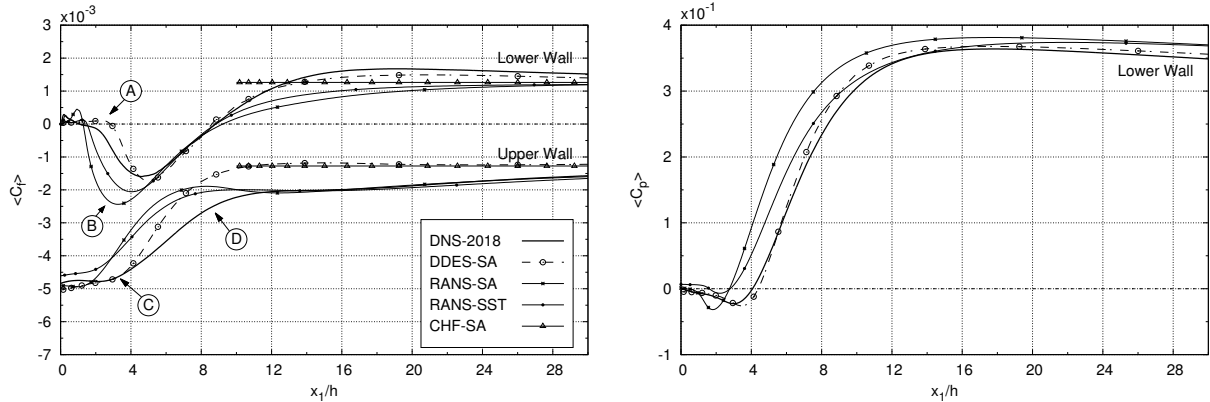 x10⁻³
3
2
1
0
-1
-2
-3
-4
-5
-6
-7
<C_f>
0 4 8 12 16 20 24 28
x₁/h
Lower Wall
Upper Wall
A
B
C
D
DNS-2018
DDES-SA
RANS-SA
RANS-SST
CHF-SA
x10⁻¹
4
3
2
1
0
-1
<C_p>
0 4 8 12 16 20 24 28
x₁/h
Lower Wall